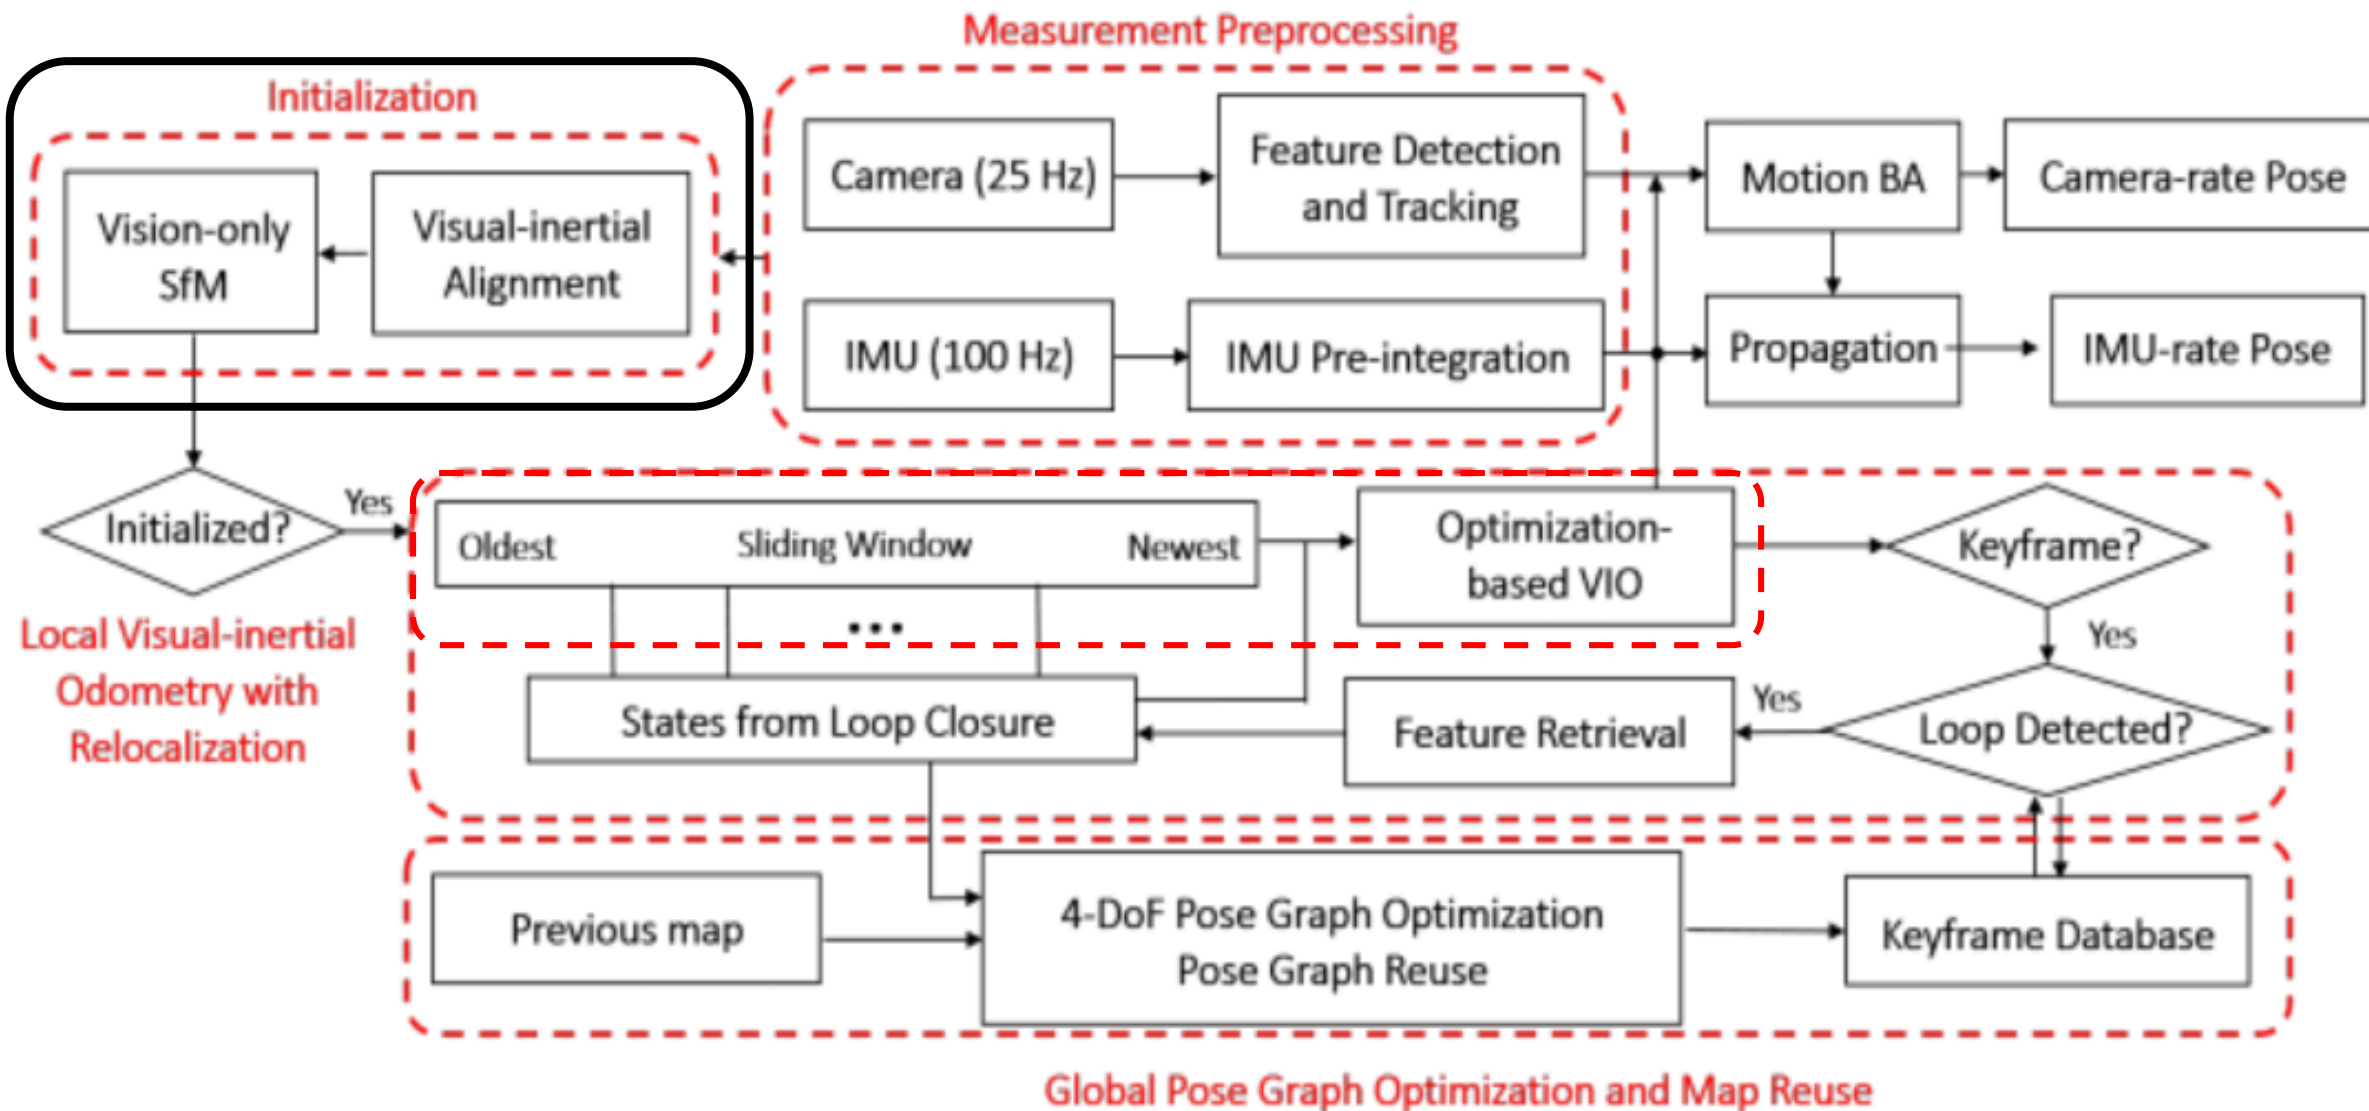 Measurement Preprocessing
Initialization
Vision-only
SfM
Visual-inertial
Alignment
Camera (25 Hz)
Feature Detection
and Tracking
Motion BA
Camera-rate Pose
IMU (100 Hz)
IMU Pre-integration
Propagation
IMU-rate Pose
Initialized?
Yes
Oldest
Sliding Window
Newest
...
Optimization-
based VIO
Keyframe?
Yes
Local Visual-inertial
Odometry with
Relocalization
States from Loop Closure
Feature Retrieval
Yes
Loop Detected?
Previous map
4-DoF Pose Graph Optimization
Pose Graph Reuse
Keyframe Database
Global Pose Graph Optimization and Map Reuse